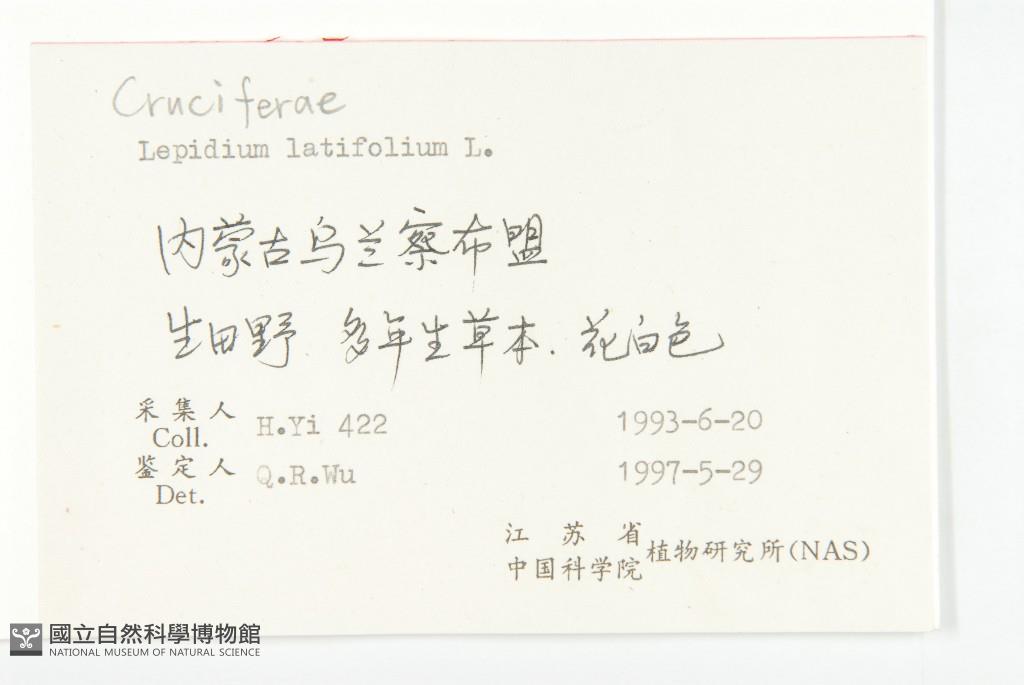 Cruciferae
Lepidium latifolium L.
内蒙古乌兰察布盟
生田野 多年生草本. 花白色
采集人 Coll. H.Yi 422 1993-6-20
鉴定人 Det. Q.R.Wu 1997-5-29
江苏省
中国科学院 植物研究所(NAS)
國立自然科學博物館
NATIONAL MUSEUM OF NATURAL SCIENCE